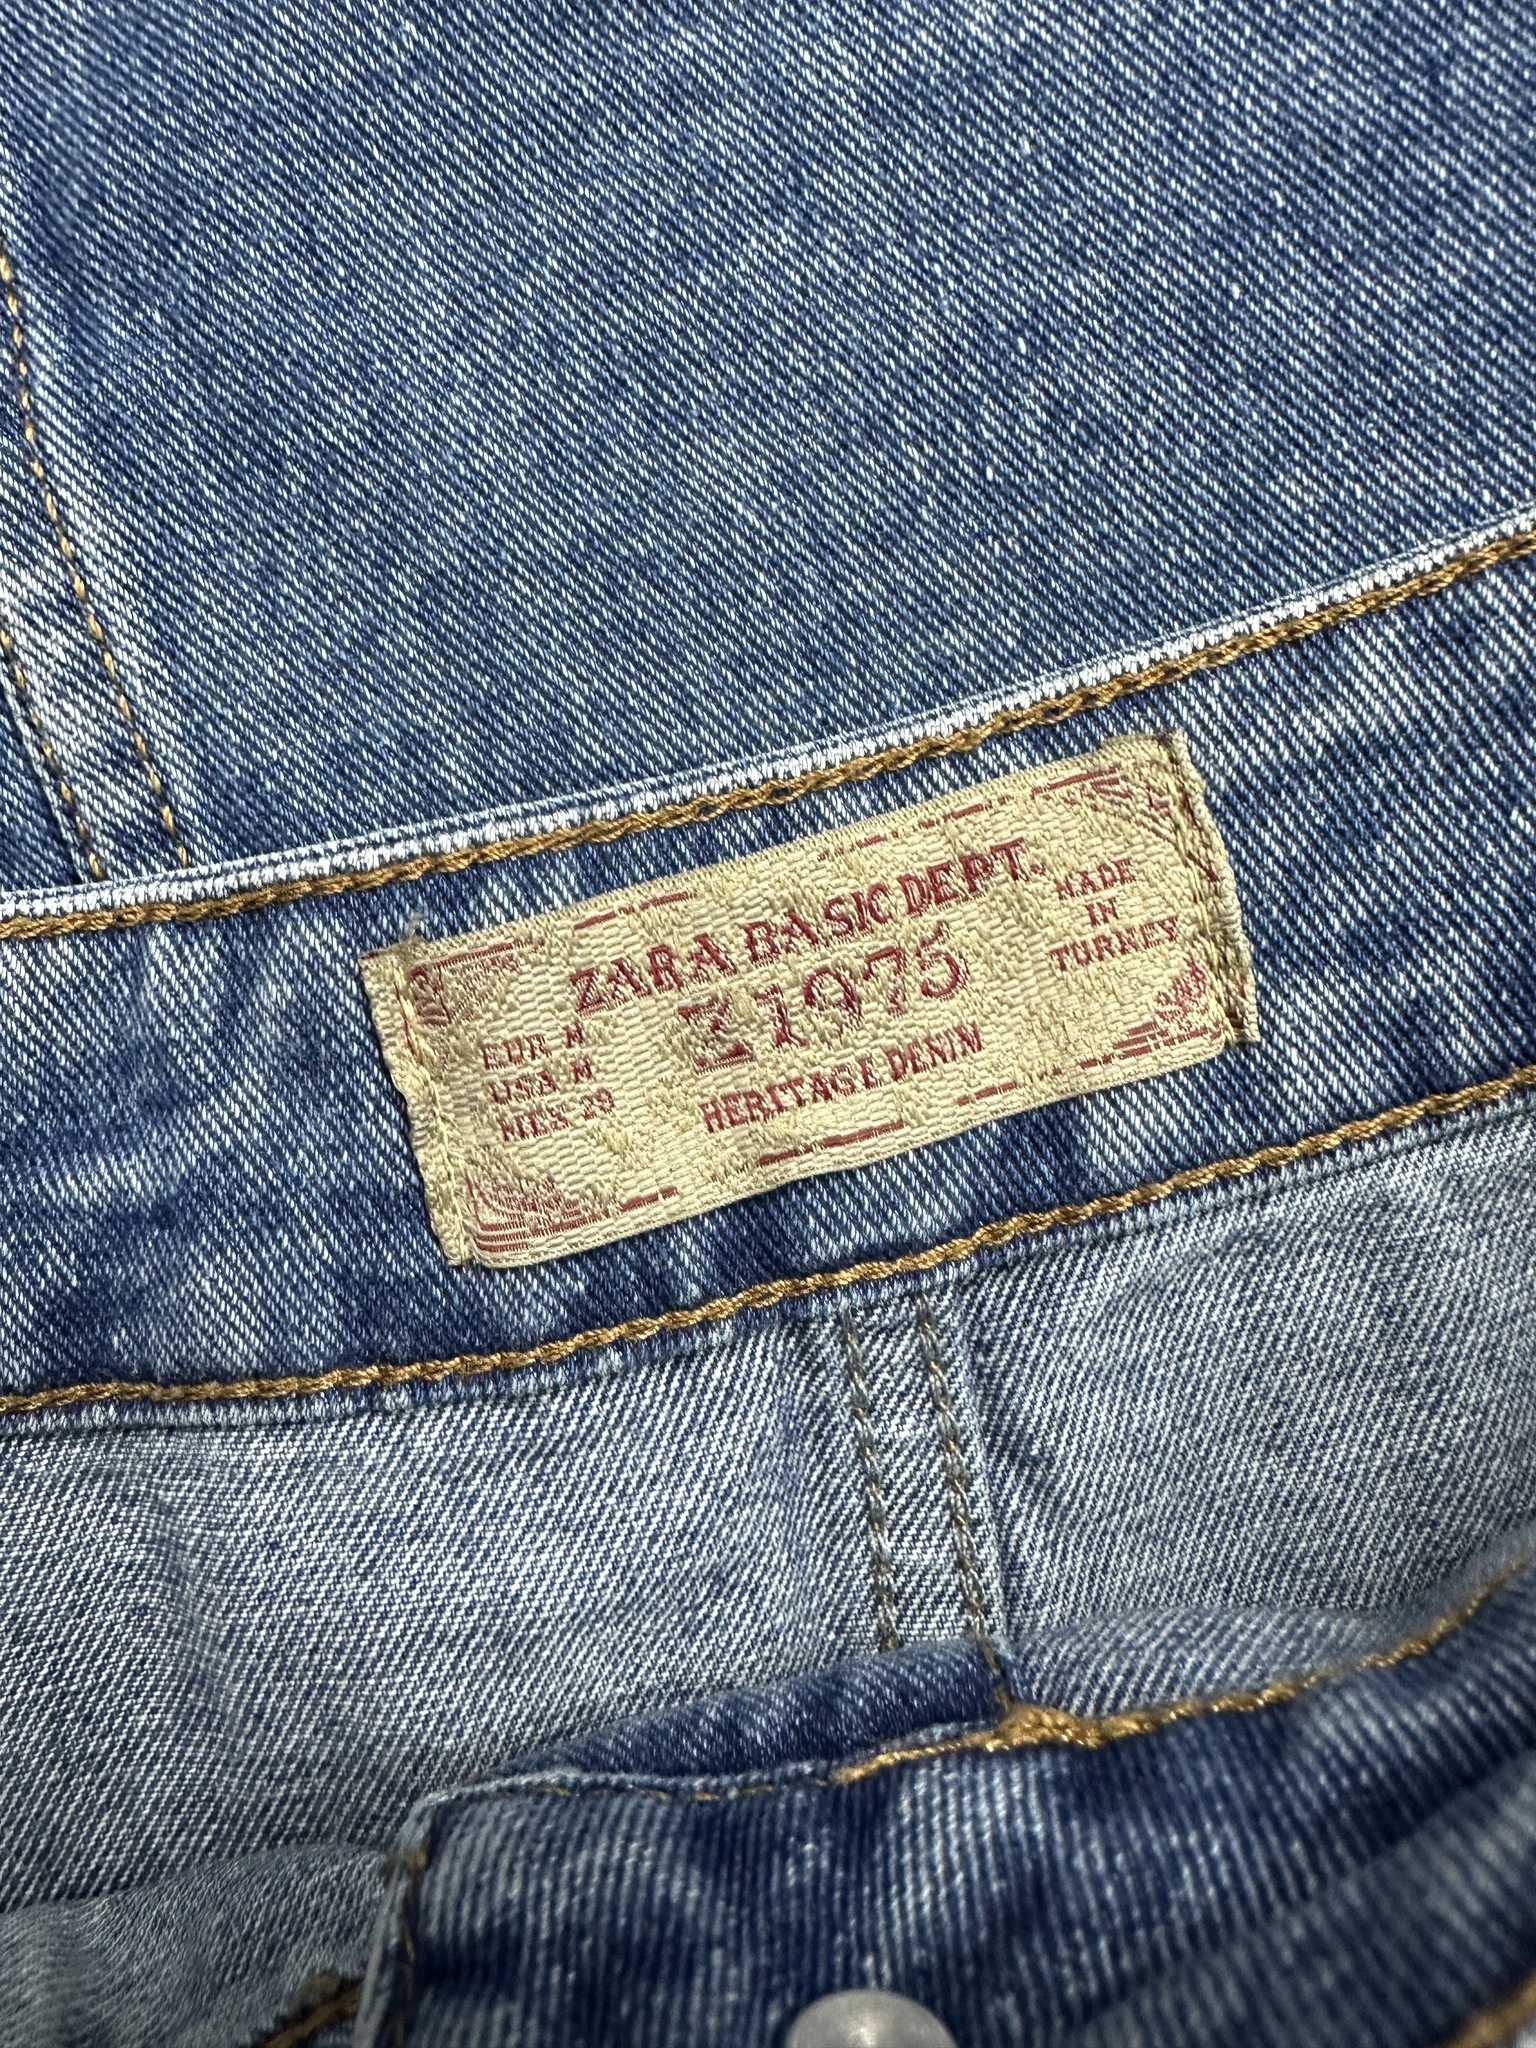 ZARA BASIC DEPT.
Z1975
HERITAGE DENIM
EUR M
USA M
MEX 29
MADE
IN
TURKEY